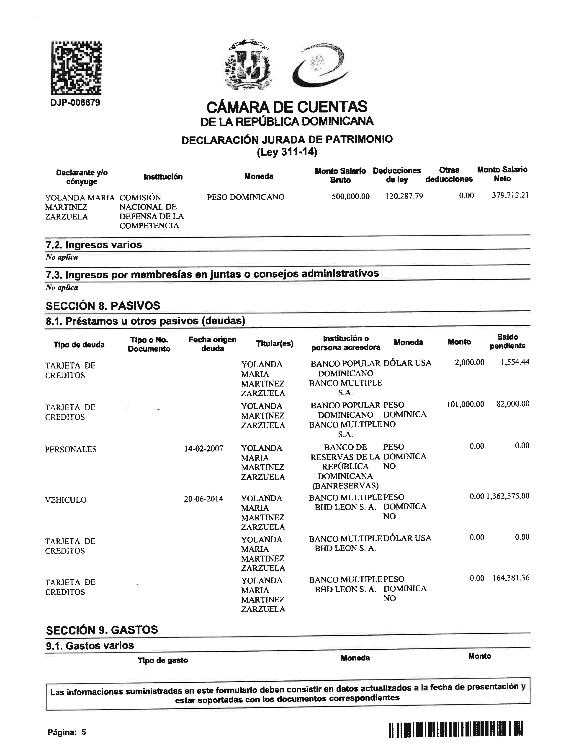 DJP-008679
CÁMARA DE CUENTAS
DE LA REPÚBLICA DOMINICANA
DECLARACIÓN JURADA DE PATRIMONIO
(Ley 311-14)
Declarante y/o cónyuge Institución Moneda Monto Salario Bruto Deducciones de ley Otras deducciones Monto Salario Neto
YOLANDA MARIA COMISIÓN PESO DOMINICANO 500,000.00 120,287.79 0.00 379,712.21
MARTINEZ NACIONAL DE
ZARZUELA DEFENSA DE LA
COMPETENCIA
7.2. Ingresos varios
No aplica
7.3. Ingresos por membresías en juntas o consejos administrativos
No aplica
SECCIÓN 8. PASIVOS
8.1. Préstamos u otros pasivos (deudas)
Tipo de deuda Tipo o No. Documento Fecha origen deuda Titular(es) Institución o persona acreedora Moneda Monto Saldo pendiente
TARJETA DE YOLANDA BANCO POPULAR DÓLAR USA 2,000.00 1,554.44
CREDITOS MARIA DOMINICANO
MARTINEZ BANCO MULTIPLE
ZARZUELA S.A.
TARJETA DE YOLANDA BANCO POPULAR PESO 101,000.00 82,000.00
CREDITOS MARIA DOMINICANO DOMINICA
MARTINEZ BANCO MULTIPLE NO
ZARZUELA S.A.
PERSONALES 14-02-2007 YOLANDA BANCO DE PESO 0.00 0.00
MARIA RESERVAS DE LA DOMINICA
MARTINEZ REPÚBLICA NO
ZARZUELA DOMINICANA
(BANRESERVAS)
VEHICULO 20-06-2014 YOLANDA BANCO MULTIPLE PESO 0.00 1,362,575.00
MARIA BHD LEON S. A. DOMINICA
MARTINEZ NO
ZARZUELA
TARJETA DE YOLANDA BANCO MULTIPLE DÓLAR USA 0.00 0.00
CREDITOS MARIA BHD LEON S. A.
MARTINEZ
ZARZUELA
TARJETA DE YOLANDA BANCO MULTIPLE PESO 0.00 164,381.36
CREDITOS MARIA BHD LEON S. A. DOMINICA
MARTINEZ NO
ZARZUELA
SECCIÓN 9. GASTOS
9.1. Gastos varios
Tipo de gasto Moneda Monto
Las informaciones suministradas en este formulario deben consistir en datos actualizados a la fecha de presentación y
estar soportadas con los documentos correspondientes
Página: 5